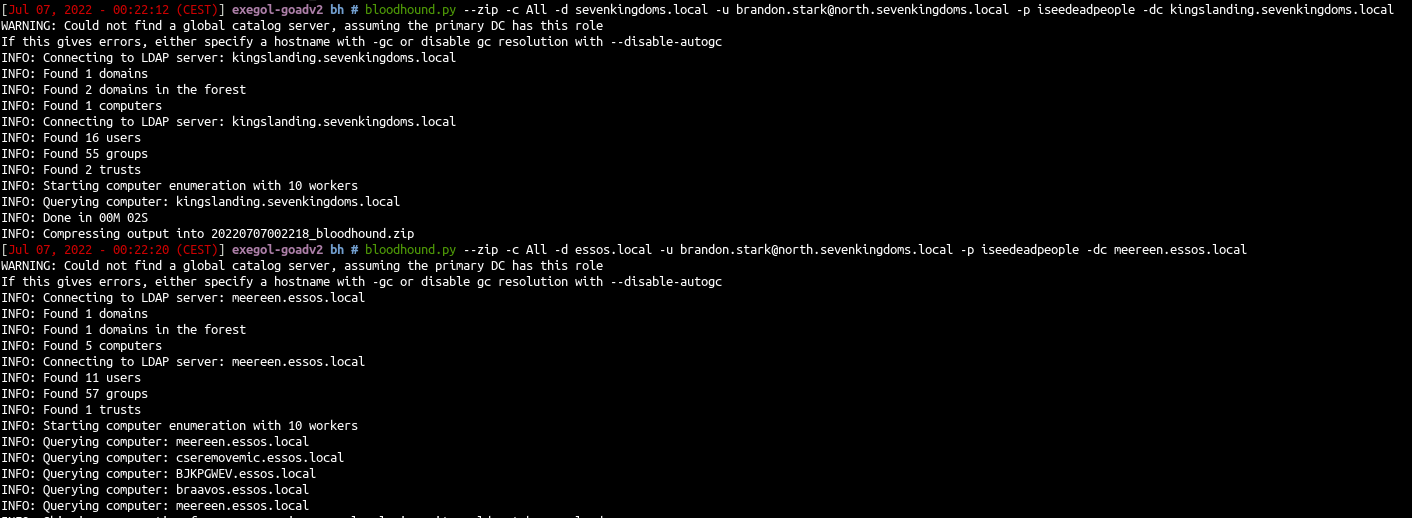 [Jul 07, 2022 - 00:22:12 (CEST)] exegol-goadv2 bh # bloodhound.py --zip -c All -d sevenkingdoms.local -u brandon.stark@north.sevenkingdoms.local -p iseedeadpeople -dc kingslanding.sevenkingdoms.local
WARNING: Could not find a global catalog server, assuming the primary DC has this role
If this gives errors, either specify a hostname with -gc or disable gc resolution with --disable-autogc
INFO: Connecting to LDAP server: kingslanding.sevenkingdoms.local
INFO: Found 1 domains
INFO: Found 2 domains in the forest
INFO: Found 1 computers
INFO: Connecting to LDAP server: kingslanding.sevenkingdoms.local
INFO: Found 16 users
INFO: Found 55 groups
INFO: Found 2 trusts
INFO: Starting computer enumeration with 10 workers
INFO: Querying computer: kingslanding.sevenkingdoms.local
INFO: Done in 00M 02S
INFO: Compressing output into 20220707002218_bloodhound.zip
[Jul 07, 2022 - 00:22:20 (CEST)] exegol-goadv2 bh # bloodhound.py --zip -c All -d essos.local -u brandon.stark@north.sevenkingdoms.local -p iseedeadpeople -dc meereen.essos.local
WARNING: Could not find a global catalog server, assuming the primary DC has this role
If this gives errors, either specify a hostname with -gc or disable gc resolution with --disable-autogc
INFO: Connecting to LDAP server: meereen.essos.local
INFO: Found 1 domains
INFO: Found 1 domains in the forest
INFO: Found 5 computers
INFO: Connecting to LDAP server: meereen.essos.local
INFO: Found 11 users
INFO: Found 57 groups
INFO: Found 1 trusts
INFO: Starting computer enumeration with 10 workers
INFO: Querying computer: meereen.essos.local
INFO: Querying computer: cseremovemic.essos.local
INFO: Querying computer: BJKPGWEV.essos.local
INFO: Querying computer: braavos.essos.local
INFO: Querying computer: meereen.essos.local